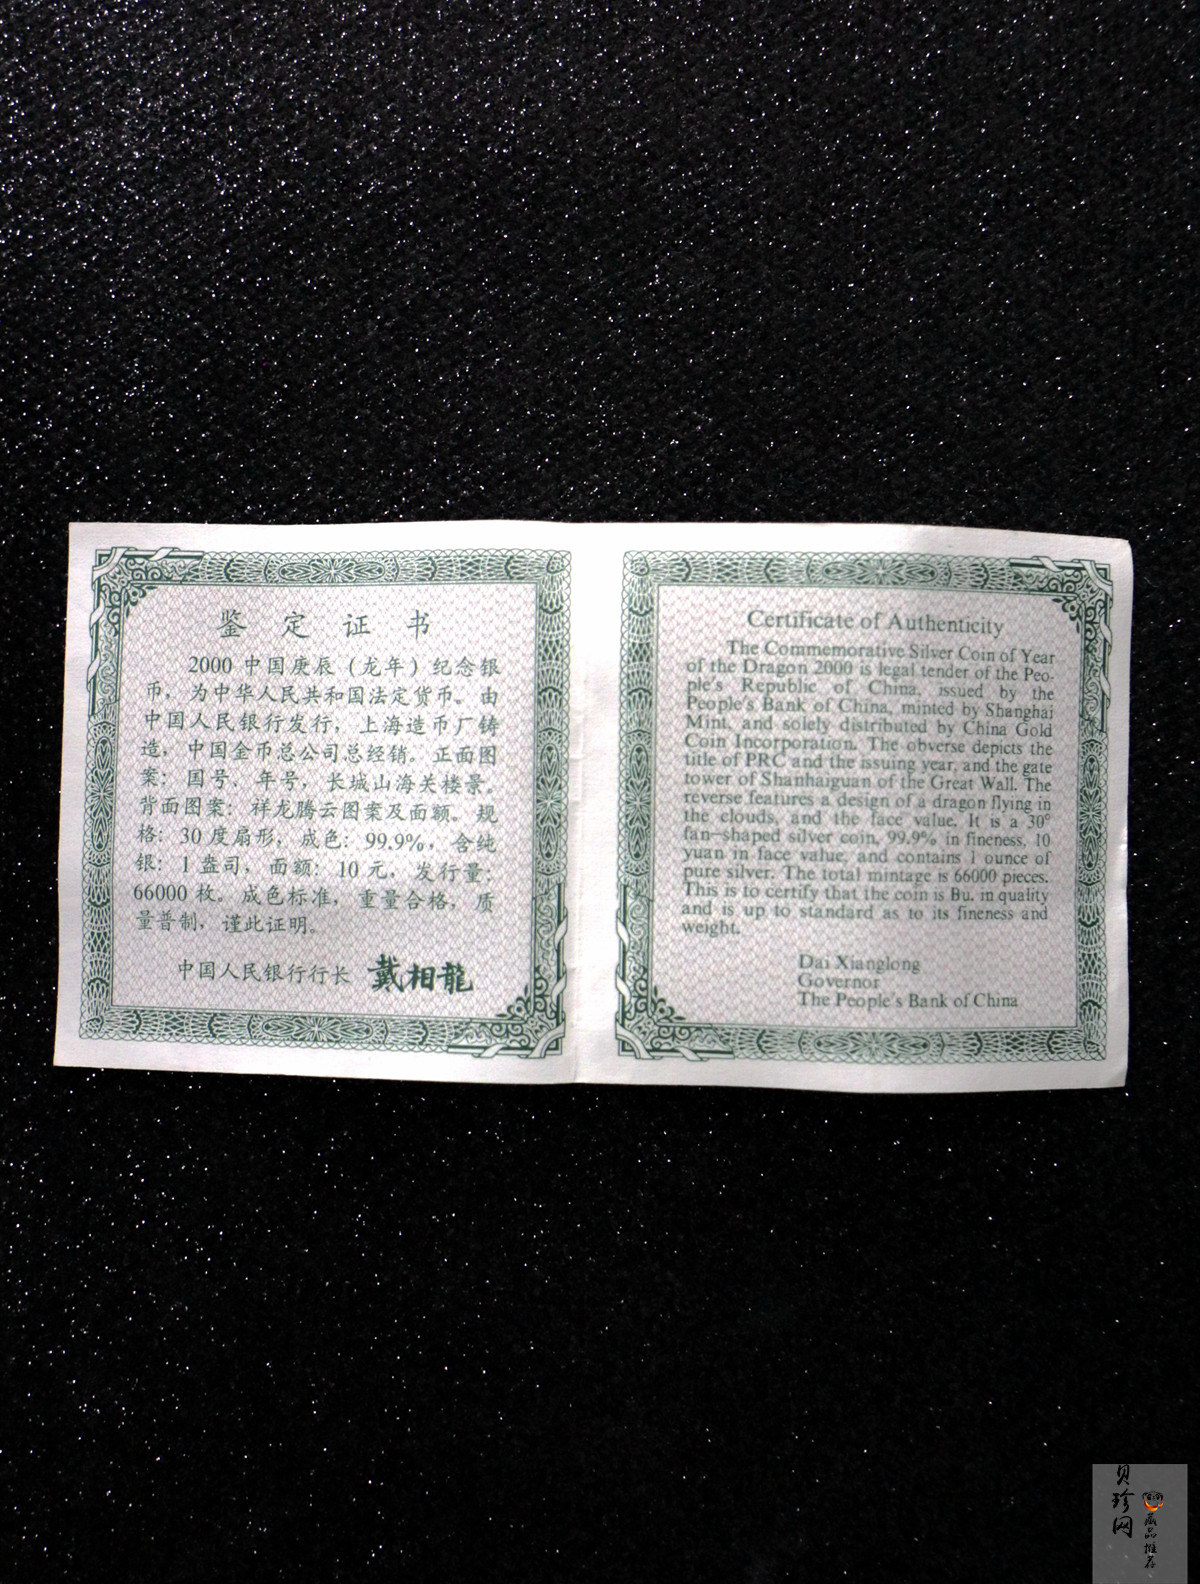 鉴定证书
2000 中国庚辰（龙年）纪念银
币，为中华人民共和国法定货币。由
中国人民银行发行，上海造币厂铸
造，中国金币总公司总经销。正面图
案：国号、年号，长城山海关楼景。
背面图案：祥龙腾云图案及面额。规
格：30 度扇形，成色：99.9%，含纯
银：1 盎司，面额：10 元，发行量：
66000 枚。成色标准，重量合格，质
量普制，谨此证明。
中国人民银行行长 戴相龍
Certificate of Authenticity
The Commemorative Silver Coin of Year
of the Dragon 2000 is legal tender of the Peo-
ple's Republic of China, issued by the
People's Bank of China, minted by Shanghai
Mint, and solely distributed by China Gold
Coin Incorporation. The obverse depicts the
title of PRC and the issuing year, and the gate
tower of Shanhaiguan of the Great Wall. The
reverse features a design of a dragon flying in
the clouds, and the face value. It is a 30°
fan-shaped silver coin, 99.9% in fineness, 10
yuan in face value, and contains 1 ounce of
pure silver. The total mintage is 66000 pieces.
This is to certify that the coin is Bu. in quality
and is up to standard as to its fineness and
weight.
Dai Xianglong
Governor
The People's Bank of China
贝珍网
藏品推荐